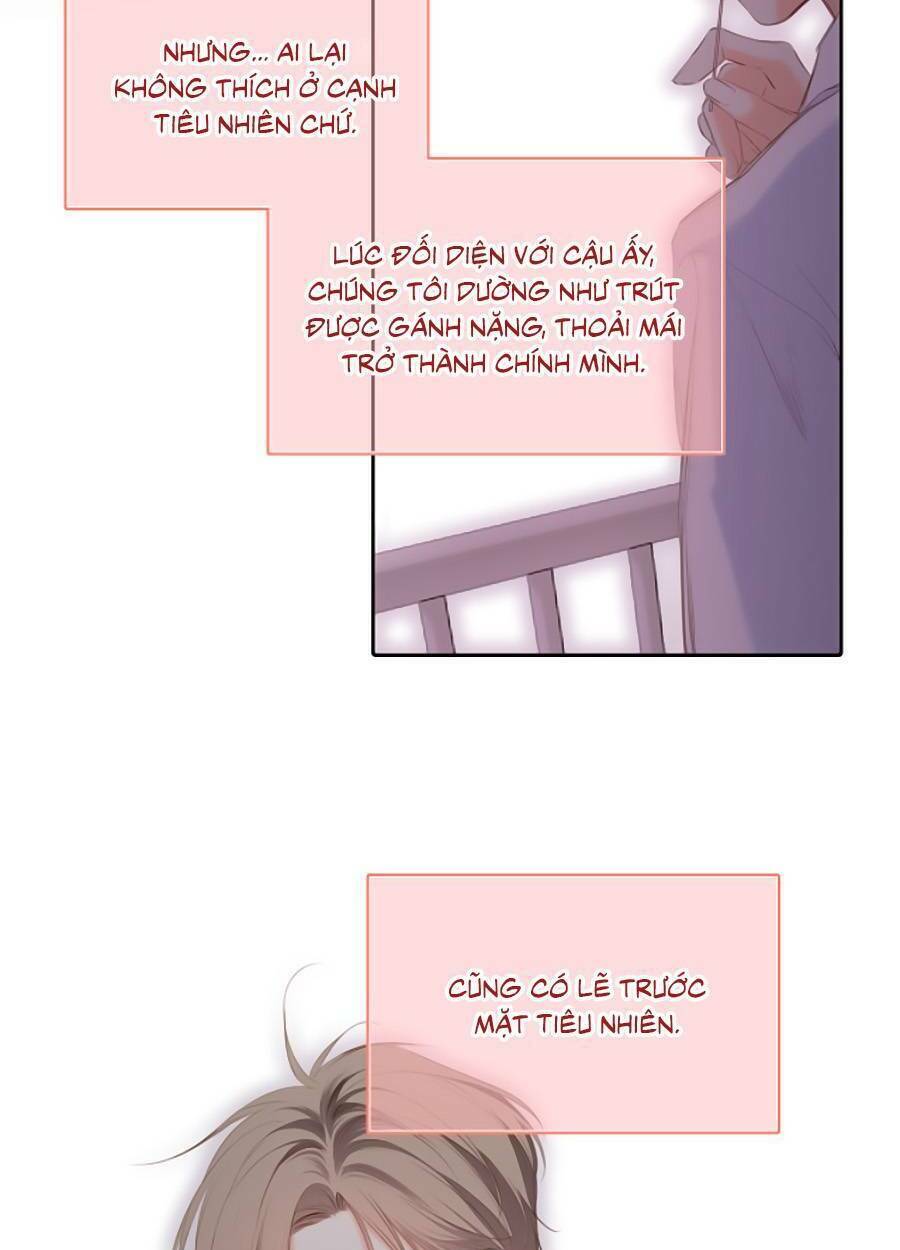 NHƯNG... AI LẠI
KHÔNG THÍCH Ở CẠNH
TIÊU NHIÊN CHỨ.
LÚC ĐỐI DIỆN VỚI CẬU ẤY,
CHÚNG TÔI DƯỜNG NHƯ TRÚT
ĐƯỢC GÁNH NẶNG, THOẢI MÁI
TRỞ THÀNH CHÍNH MÌNH.
CŨNG CÓ LẼ TRƯỚC
MẶT TIÊU NHIÊN.